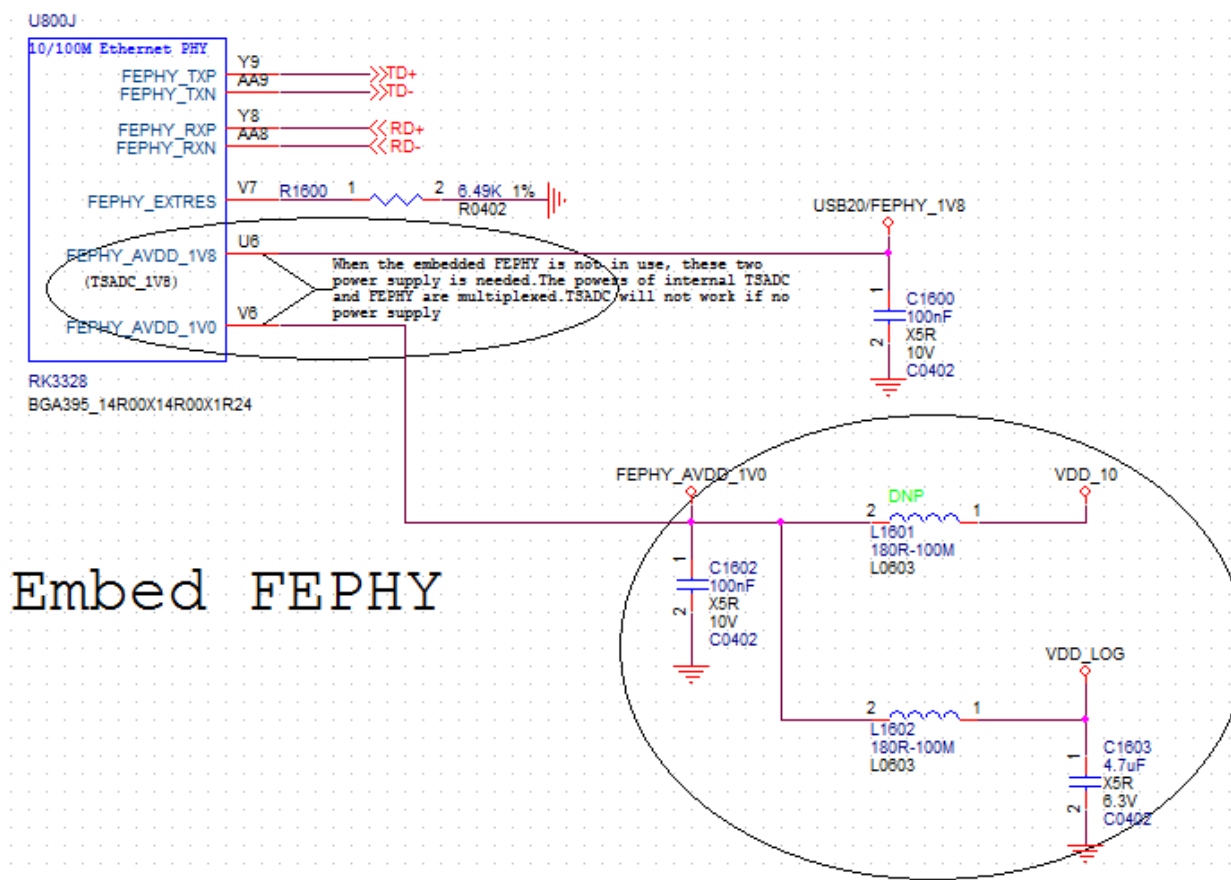 U800J
10/100M Ethernet PHY
FEPHY_TXP Y9 TD+
FEPHY_TXN AA9 TD-
FEPHY_RXP Y8 RD+
FEPHY_RXN AA8 RD-
FEPHY_EXTRES V7 R1600 1 2 6.49K 1%
R0402
USB20/FEPHY_1V8
FEPHY_AVDD_1V8 U6
(TSADC_1V8)
When the embedded FEPHY is not in use, these two
power supply is needed.The powers of internal TSADC
and FEPHY are multiplexed.TSADC will not work if no
power supply
FEPHY_AVDD_1V0 V6
1 C1600
100nF
X5R
2 10V
C0402
RK3328
BGA395_14R00X14R00X1R24
FEPHY_AVDD_1V0
DNP
VDD_10
2 1
L1601
180R-100M
L0603
1 C1602
100nF
X5R
2 10V
C0402
Embed FEPHY
VDD_LOG
2 1
L1602
180R-100M
L0603
1 C1603
4.7uF
X5R
2 6.3V
C0402